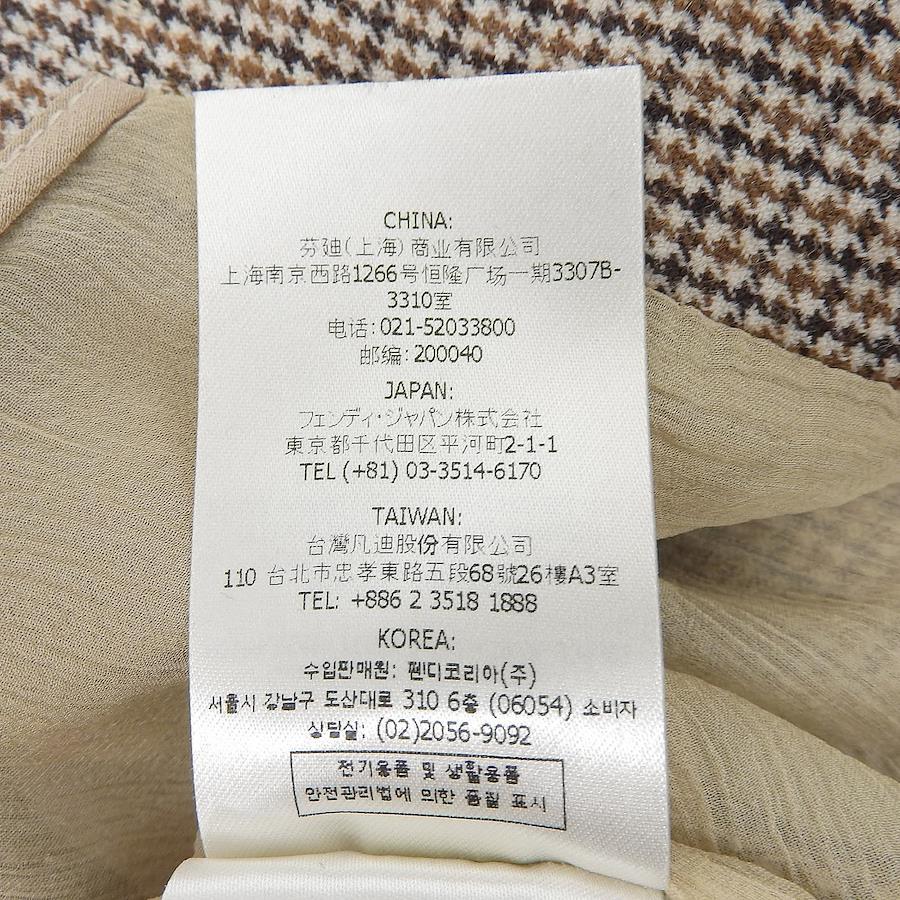 CHINA:
芬迪(上海)商业有限公司
上海南京西路1266号恒隆广场一期3307B-
3310室
电话:021-52033800
邮编:200040
JAPAN:
フェンディ・ジャパン株式会社
東京都千代田区平河町2-1-1
TEL (+81) 03-3514-6170
TAIWAN:
台灣凡迪股份有限公司
110 台北市忠孝東路五段68號26樓A3室
TEL: +886 2 3518 1888
KOREA:
수입판매원: 펜디코리아(주)
서울시 강남구 도산대로 310 6층 (06054) 소비자
상담실: (02)2056-9092
전기용품 및 생활용품
안전관리법에 의한 품질 표시